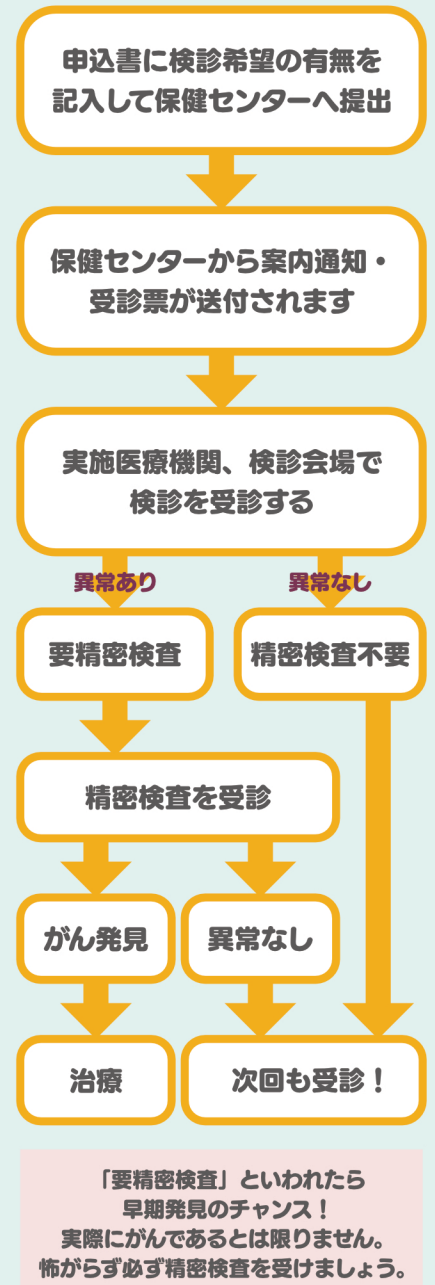 申込書に検診希望の有無を
記入して保健センターへ提出
保健センターから案内通知・
受診票が送付されます
実施医療機関、検診会場で
検診を受診する
異常あり
異常なし
要精密検査
精密検査不要
精密検査を受診
がん発見
異常なし
治療
次回も受診！
「要精密検査」といわれたら
早期発見のチャンス！
実際にがんであるとは限りません。
怖がらず必ず精密検査を受けましょう。